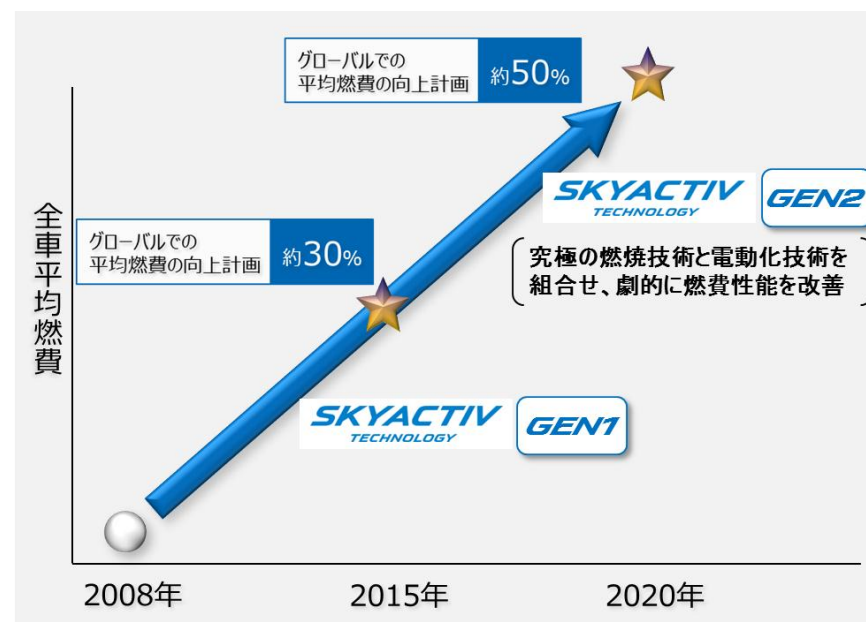 グローバルでの
平均燃費の向上計画
約50%
SKYACTIV
TECHNOLOGY
GEN2
究極の燃焼技術と電動化技術を
組合せ、劇的に燃費性能を改善
グローバルでの
平均燃費の向上計画
約30%
SKYACTIV
TECHNOLOGY
GEN1
全車平均燃費
2008年
2015年
2020年